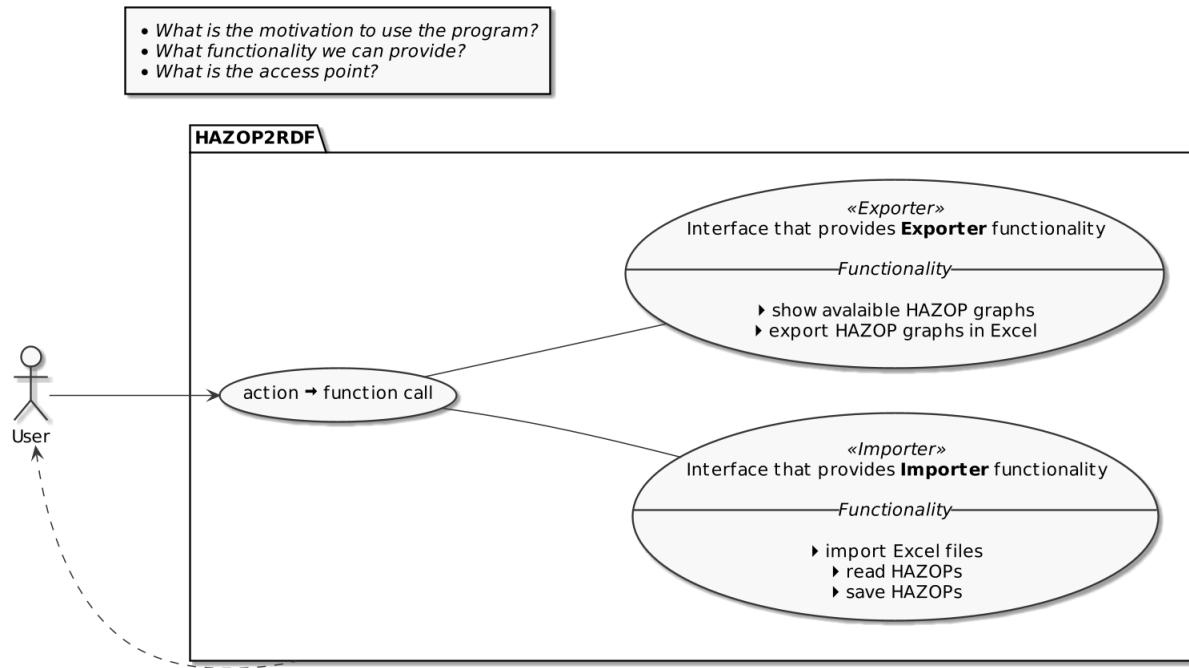 • What is the motivation to use the program?
• What functionality we can provide?
• What is the access point?
HAZOP2RDF
«Exporter»
Interface that provides Exporter functionality
Functionality
‣ show avalaible HAZOP graphs
‣ export HAZOP graphs in Excel
action ➞ function call
User
«Importer»
Interface that provides Importer functionality
Functionality
‣ import Excel files
‣ read HAZOPs
‣ save HAZOPs